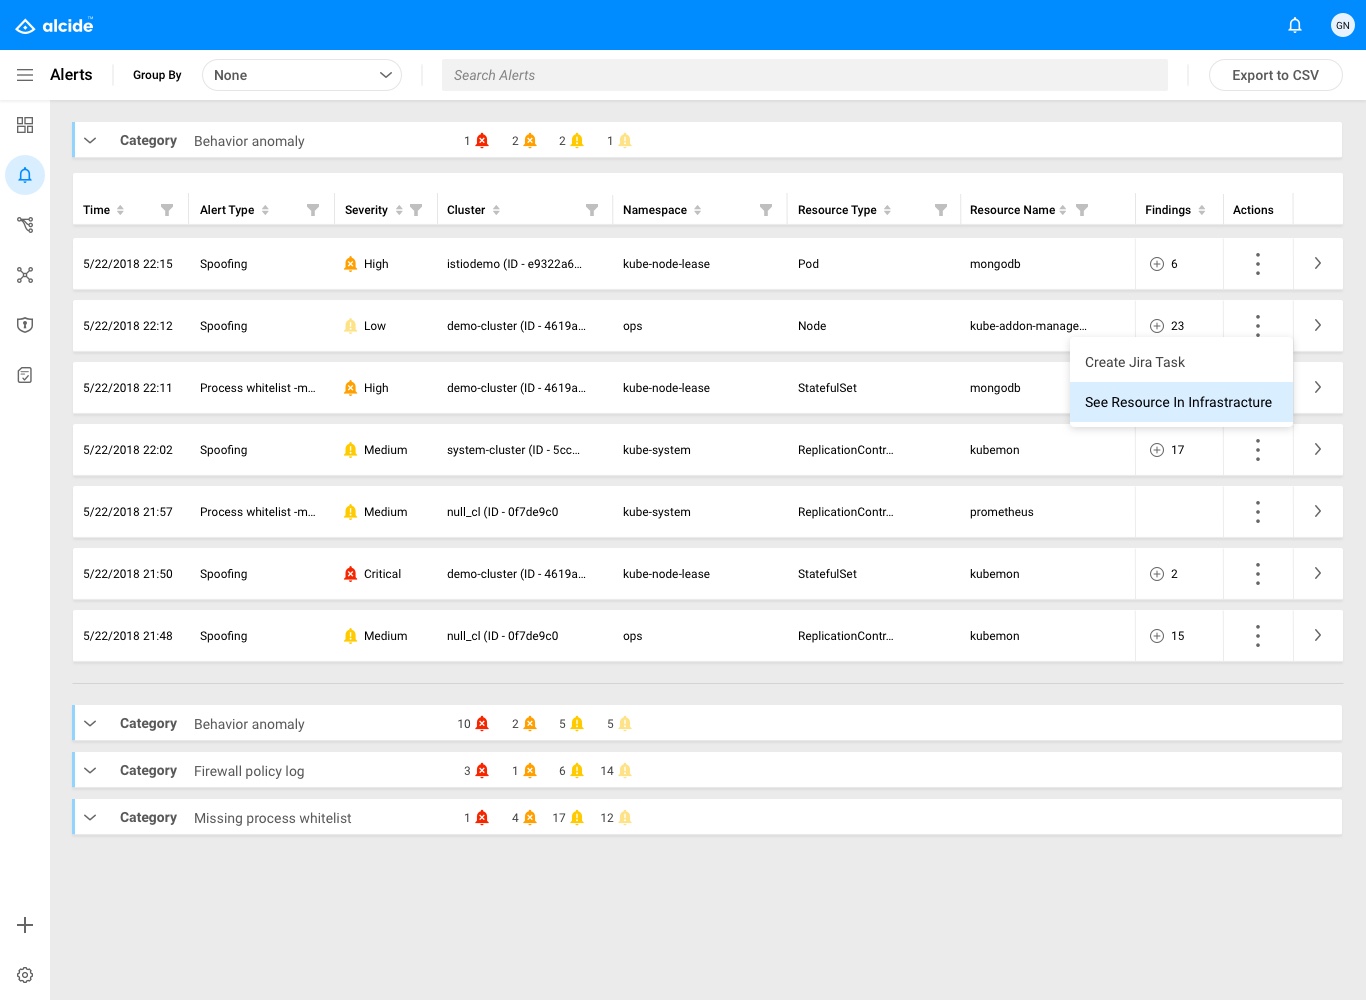 alcide™
GN
Alerts Group By None Search Alerts Export to CSV
Category Behavior anomaly 1 2 2 1
Time Alert Type Severity Cluster Namespace Resource Type Resource Name Findings Actions
5/22/2018 22:15 Spoofing High istiodemo (ID - e9322a6... kube-node-lease Pod mongodb 6
5/22/2018 22:12 Spoofing Low demo-cluster (ID - 4619a... ops Node kube-addon-manage... 23
Create Jira Task
5/22/2018 22:11 Process whitelist -m... High demo-cluster (ID - 4619a... kube-node-lease StatefulSet mongodb
See Resource In Infrastracture
5/22/2018 22:02 Spoofing Medium system-cluster (ID - 5cc... kube-system ReplicationContr... kubemon 17
5/22/2018 21:57 Process whitelist -m... Medium null_cl (ID - 0f7de9c0 kube-system ReplicationContr... prometheus
5/22/2018 21:50 Spoofing Critical demo-cluster (ID - 4619a... kube-node-lease StatefulSet kubemon 2
5/22/2018 21:48 Spoofing Medium null_cl (ID - 0f7de9c0 ops ReplicationContr... kubemon 15
Category Behavior anomaly 10 2 5 5
Category Firewall policy log 3 1 6 14
Category Missing process whitelist 1 4 17 12